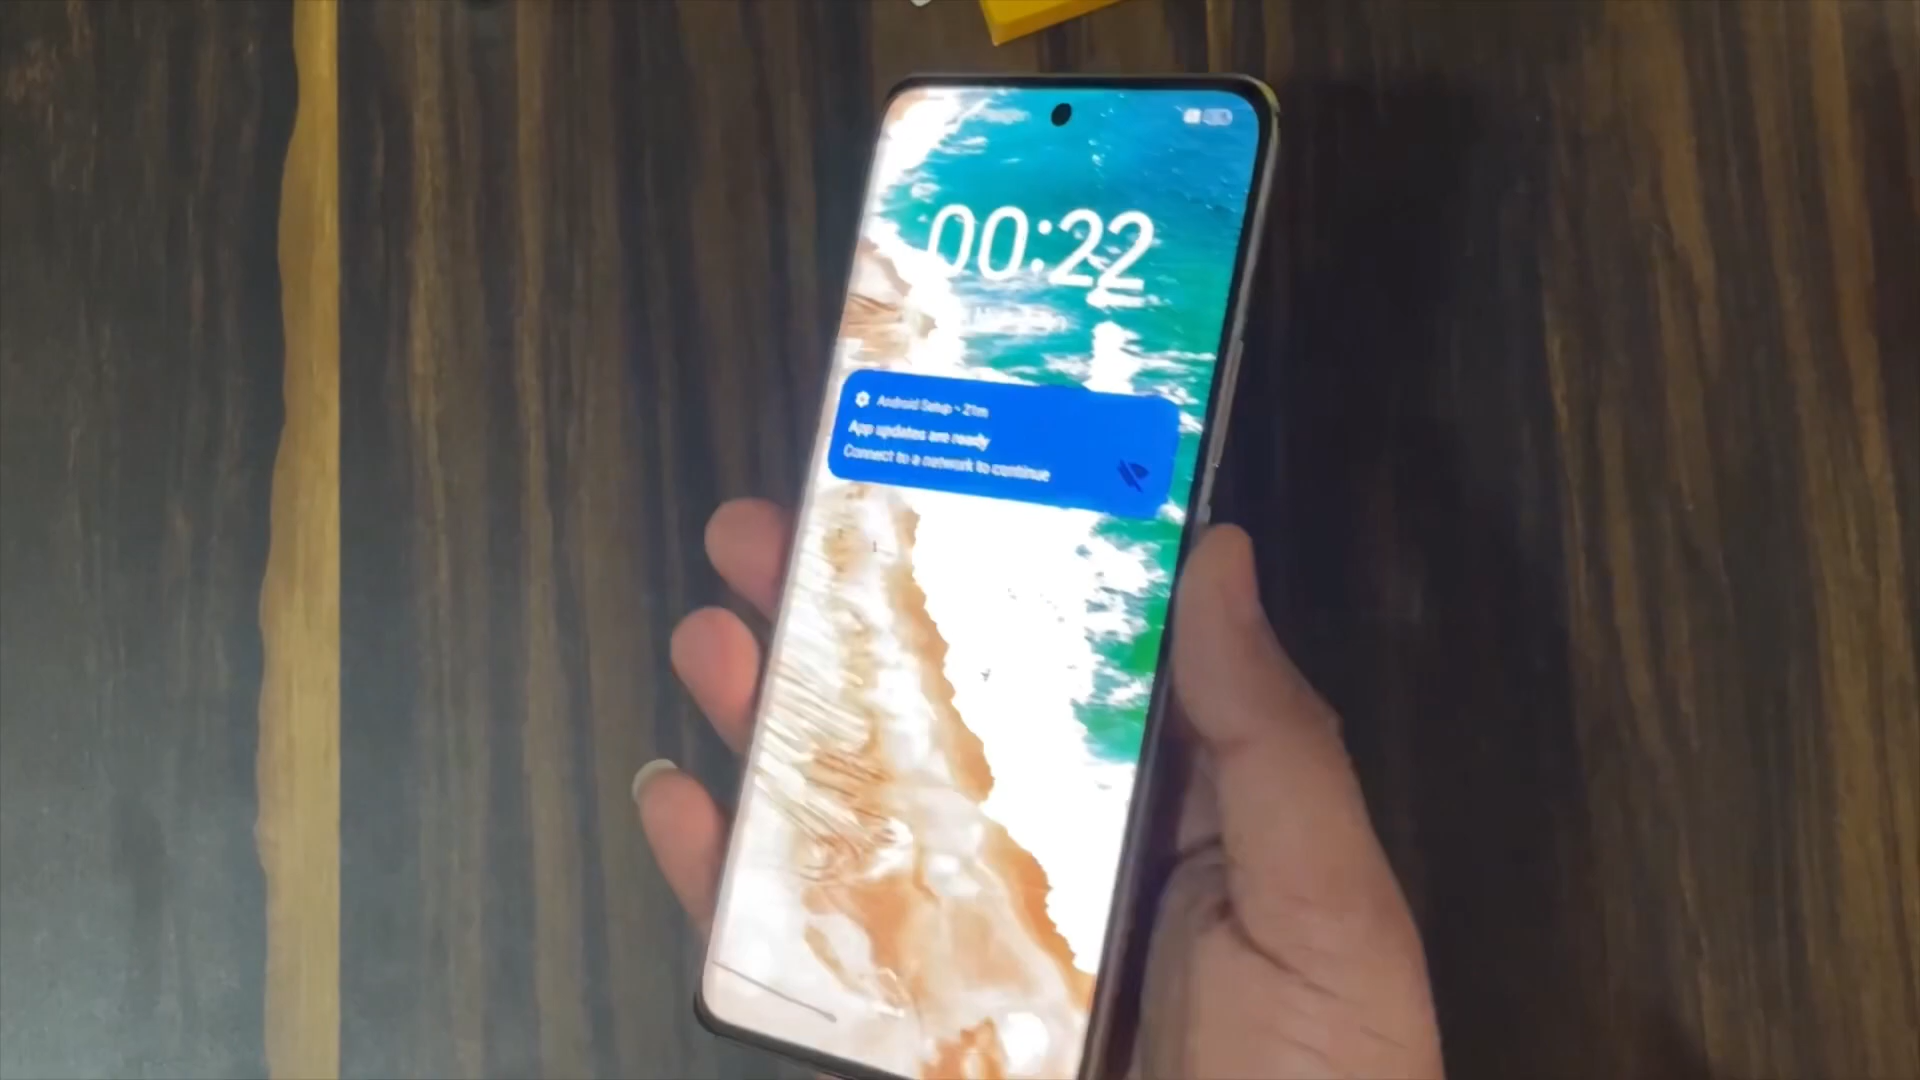 00:22
Android Setup • 21m
App updates are ready
Connect to a network to continue